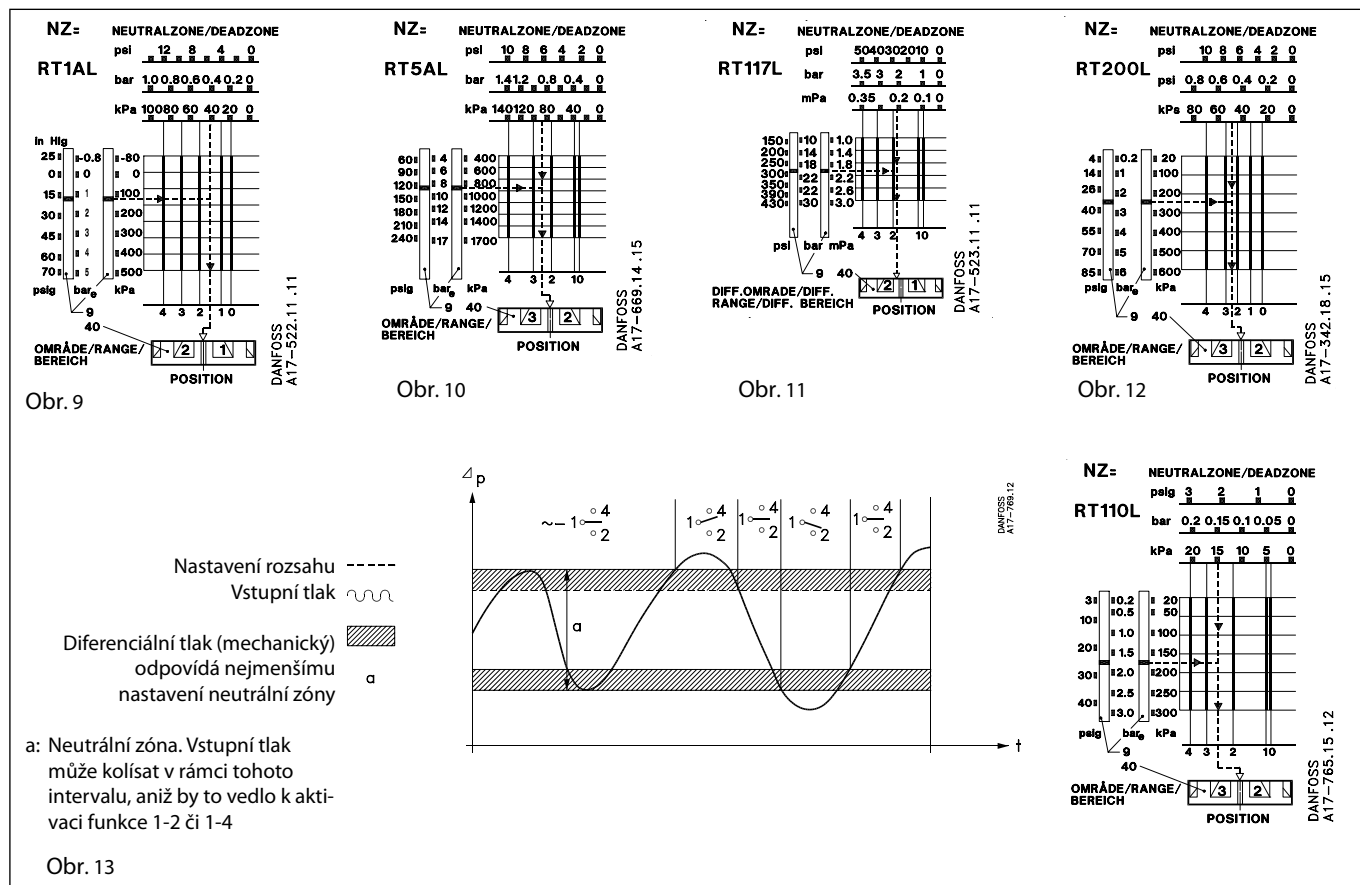 NZ= NEUTRALZONE/DEADZONE
RT1AL
psi 12 8 4 0
bar 1.0 0.8 0.6 0.4 0.2 0
kPa 100 80 60 40 20 0
In Hlg
25 -0.8 -80
0 0 0
15 1 100
30 2 200
45 3 300
60 4 400
70 5 500
psig bare kPa
4 3 2 1 0
9
40
OMRÅDE/RANGE/
BEREICH
2 1
POSITION
DANFOSS
A17-522.11.11
Obr. 9
NZ= NEUTRALZONE/DEADZONE
RT5AL
psi 10 8 6 4 2 0
bar 1.4 1.2 0.8 0.4 0
kPa 140 120 80 40 0
60 4 400
90 6 600
120 8 800
150 10 1000
180 12 1200
210 14 1400
240 17 1700
psig bare kPa
4 3 2 1 0
9
40
OMRÅDE/RANGE/
BEREICH
3 2
POSITION
DANFOSS
A17-669.14.15
Obr. 10
NZ= NEUTRALZONE/DEADZONE
RT117L
psi 50 40 30 20 10 0
bar 3.5 3 2 1 0
mPa 0.35 0.2 0.1 0
150 10 1.0
200 14 1.4
250 18 1.8
300 22 2.2
350 22 2.6
390
430 30 3.0
psi bar mPa
4 3 2 1 0
9 40
DIFF.OMRADE/DIFF.
RANGE/DIFF. BEREICH
2 1
POSITION
DANFOSS
A17-523.11.11
Obr. 11
NZ= NEUTRALZONE/DEADZONE
RT200L
psi 10 8 6 4 2 0
psi 0.8 0.6 0.4 0.2 0
kPs 80 60 40 20 0
4 0.2 20
14 1 100
26 2 200
40 3 300
55 4 400
70 5 500
85 6 600
psig bare kPa
4 3 2 1 0
9 40
OMRÅDE/RANGE/
BEREICH
3 2
POSITION
DANFOSS
A17-342.18.15
Obr. 12
Nastavení rozsahu
Vstupní tlak
Diferenciální tlak (mechanický)
odpovídá nejmenšímu
nastavení neutrální zóny
a
a: Neutrální zóna. Vstupní tlak
může kolísat v rámci tohoto
intervalu, aniž by to vedlo k akti-
vaci funkce 1-2 či 1-4
Obr. 13
⊿p
~– 1 4 2
1 4 2
1 4 2
1 4 2
1 4 2
a
t
DANFOSS
A17-769.12
NZ= NEUTRALZONE/DEADZONE
RT110L
psig 3 2 1 0
bar 0.2 0.15 0.1 0.05 0
kPa 20 15 10 5 0
3 0.2 20
0.5 50
10 1.0 100
20 1.5 150
30 2.0 200
2.5 250
40 3.0 300
psig bare kPa
4 3 2 1 0
9
40
OMRÅDE/RANGE/
BEREICH
3 2
POSITION
DANFOSS
A17-765.15.12